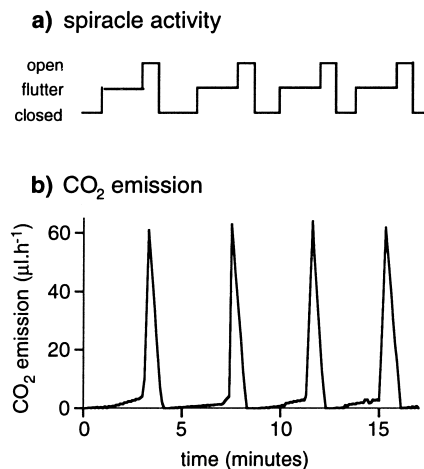 a) spiracle activity
open
flutter
closed
b) CO₂ emission
60
40
20
0
CO₂ emission (µl.h⁻¹)
0 5 10 15
time (minutes)